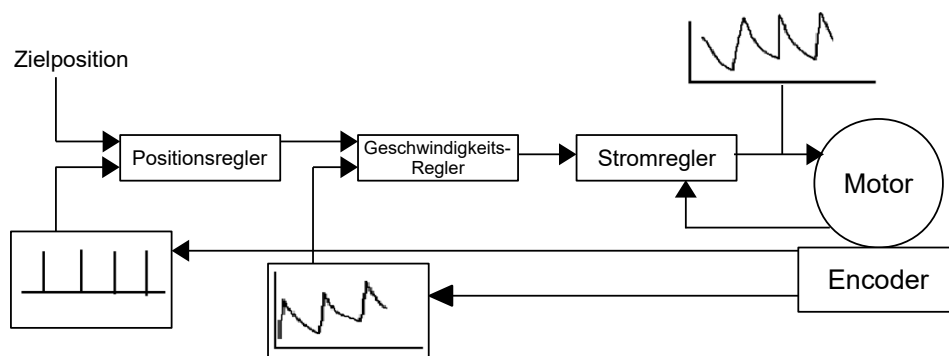 Zielposition
Positionsregler
Geschwindigkeits-
Regler
Stromregler
Motor
Encoder